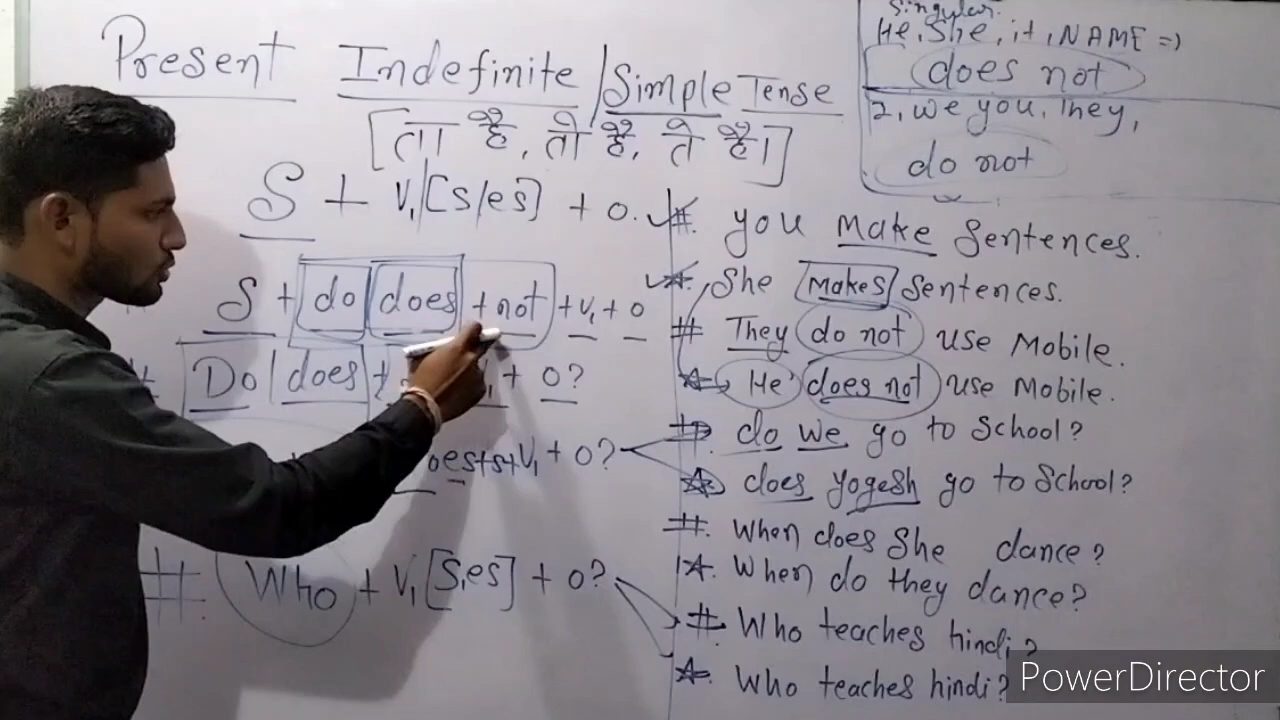 Present Indefinite/Simple Tense
[ता है, ती है, ते है।]
S + V1/[s/es] + o.
S + do does + not + V1 + o
Do/does + 1 + o?
oes+s+V1 + o?
#. Who + V1[s,es] + o?
Singular.
He, She, it, NAME =>
does not
I, we you, They,
do not
#. you make Sentences.
☆. She makes Sentences.
# They do not use Mobile.
☆ He does not use Mobile.
#. do we go to School?
☆ does yogesh go to School?
#. When does She dance?
☆. When do they dance?
#. Who teaches hindi?
☆. Who teaches hindi?
PowerDirector